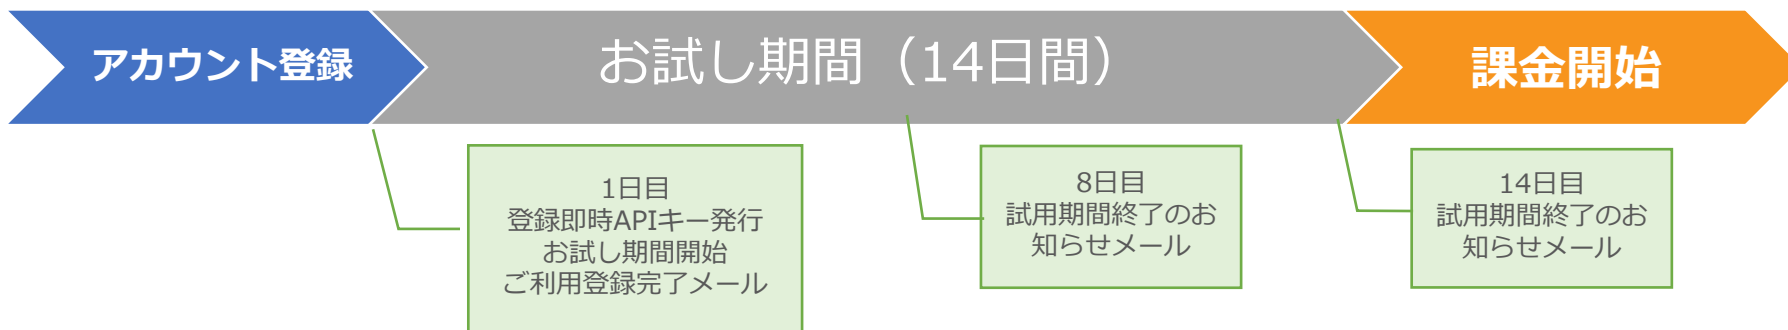 アカウント登録
お試し期間（14日間）
課金開始
1日目
登録即時APIキー発行
お試し期間開始
ご利用登録完了メール
8日目
試用期間終了のお
知らせメール
14日目
試用期間終了のお
知らせメール